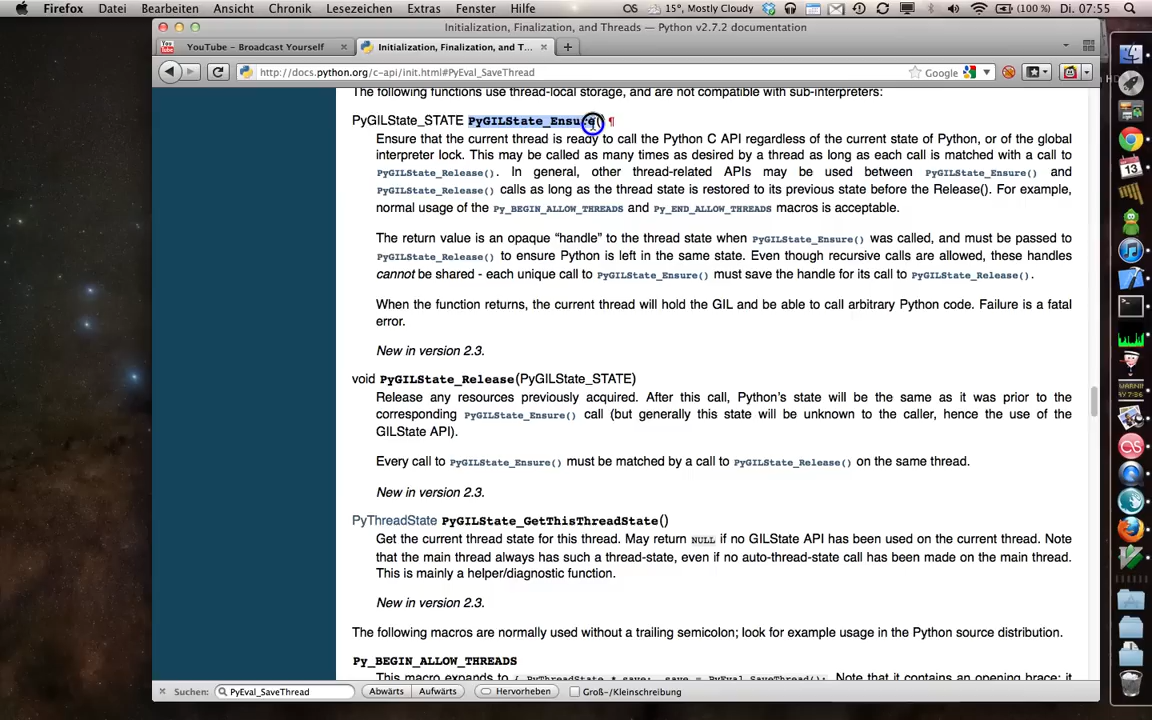 Firefox Datei Bearbeiten Ansicht Chronik Lesezeichen Extras Fenster Hilfe 15°, Mostly Cloudy (100 %) Di. 07:55
Initialization, Finalization, and Threads — Python v2.7.2 documentation
YouTube - Broadcast Yourself Initialization, Finalization, and T...
http://docs.python.org/c-api/init.html#PyEval_SaveThread Google
The following functions use thread-local storage, and are not compatible with sub-interpreters:
PyGILState_STATE PyGILState_Ensure() ¶
Ensure that the current thread is ready to call the Python C API regardless of the current state of Python, or of the global
interpreter lock. This may be called as many times as desired by a thread as long as each call is matched with a call to
PyGILState_Release(). In general, other thread-related APIs may be used between PyGILState_Ensure() and
PyGILState_Release() calls as long as the thread state is restored to its previous state before the Release(). For example,
normal usage of the Py_BEGIN_ALLOW_THREADS and Py_END_ALLOW_THREADS macros is acceptable.
The return value is an opaque “handle” to the thread state when PyGILState_Ensure() was called, and must be passed to
PyGILState_Release() to ensure Python is left in the same state. Even though recursive calls are allowed, these handles
cannot be shared - each unique call to PyGILState_Ensure() must save the handle for its call to PyGILState_Release().
When the function returns, the current thread will hold the GIL and be able to call arbitrary Python code. Failure is a fatal
error.
New in version 2.3.
void PyGILState_Release(PyGILState_STATE)
Release any resources previously acquired. After this call, Python’s state will be the same as it was prior to the
corresponding PyGILState_Ensure() call (but generally this state will be unknown to the caller, hence the use of the
GILState API).
Every call to PyGILState_Ensure() must be matched by a call to PyGILState_Release() on the same thread.
New in version 2.3.
PyThreadState PyGILState_GetThisThreadState()
Get the current thread state for this thread. May return NULL if no GILState API has been used on the current thread. Note
that the main thread always has such a thread-state, even if no auto-thread-state call has been made on the main thread.
This is mainly a helper/diagnostic function.
New in version 2.3.
The following macros are normally used without a trailing semicolon; look for example usage in the Python source distribution.
Py_BEGIN_ALLOW_THREADS
This macro expands to { PyThreadState *_save; _save = PyEval_SaveThread();. Note that it contains an opening brace; it
Suchen: PyEval_SaveThread Abwärts Aufwärts Hervorheben Groß-/Kleinschreibung